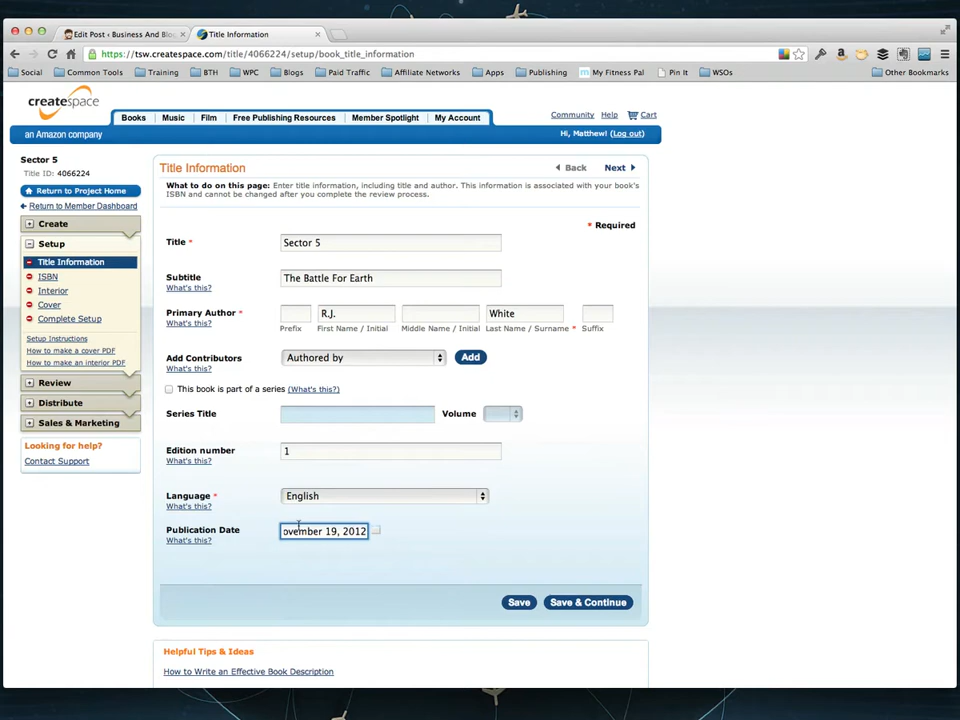 Edit Post ‹ Business And Blo
Title Information
https://tsw.createspace.com/title/4066224/setup/book_title_information
Social
Common Tools
Training
BTH
WPC
Blogs
Paid Traffic
Affiliate Networks
Apps
Publishing
My Fitness Pal
Pin It
WSOs
Other Bookmarks
createspace
Books
Music
Film
Free Publishing Resources
Member Spotlight
My Account
Community
Help
Cart
an Amazon company
Hi, Matthew! (Log out)
Sector 5
Title ID: 4066224
Return to Project Home
Return to Member Dashboard
Create
Setup
Title Information
ISBN
Interior
Cover
Complete Setup
Setup Instructions
How to make a cover PDF
How to make an interior PDF
Review
Distribute
Sales & Marketing
Looking for help?
Contact Support
Title Information
Back
Next
What to do on this page: Enter title information, including title and author. This information is associated with your book's
ISBN and cannot be changed after you complete the review process.
* Required
Title *
Sector 5
Subtitle
What's this?
The Battle For Earth
Primary Author *
What's this?
R.J.
White
Prefix
First Name / Initial
Middle Name / Initial
Last Name / Surname *
Suffix
Add Contributors
What's this?
Authored by
Add
This book is part of a series (What's this?)
Series Title
Volume
Edition number
What's this?
1
Language *
What's this?
English
Publication Date
What's this?
ovember 19, 2012
Save
Save & Continue
Helpful Tips & Ideas
How to Write an Effective Book Description